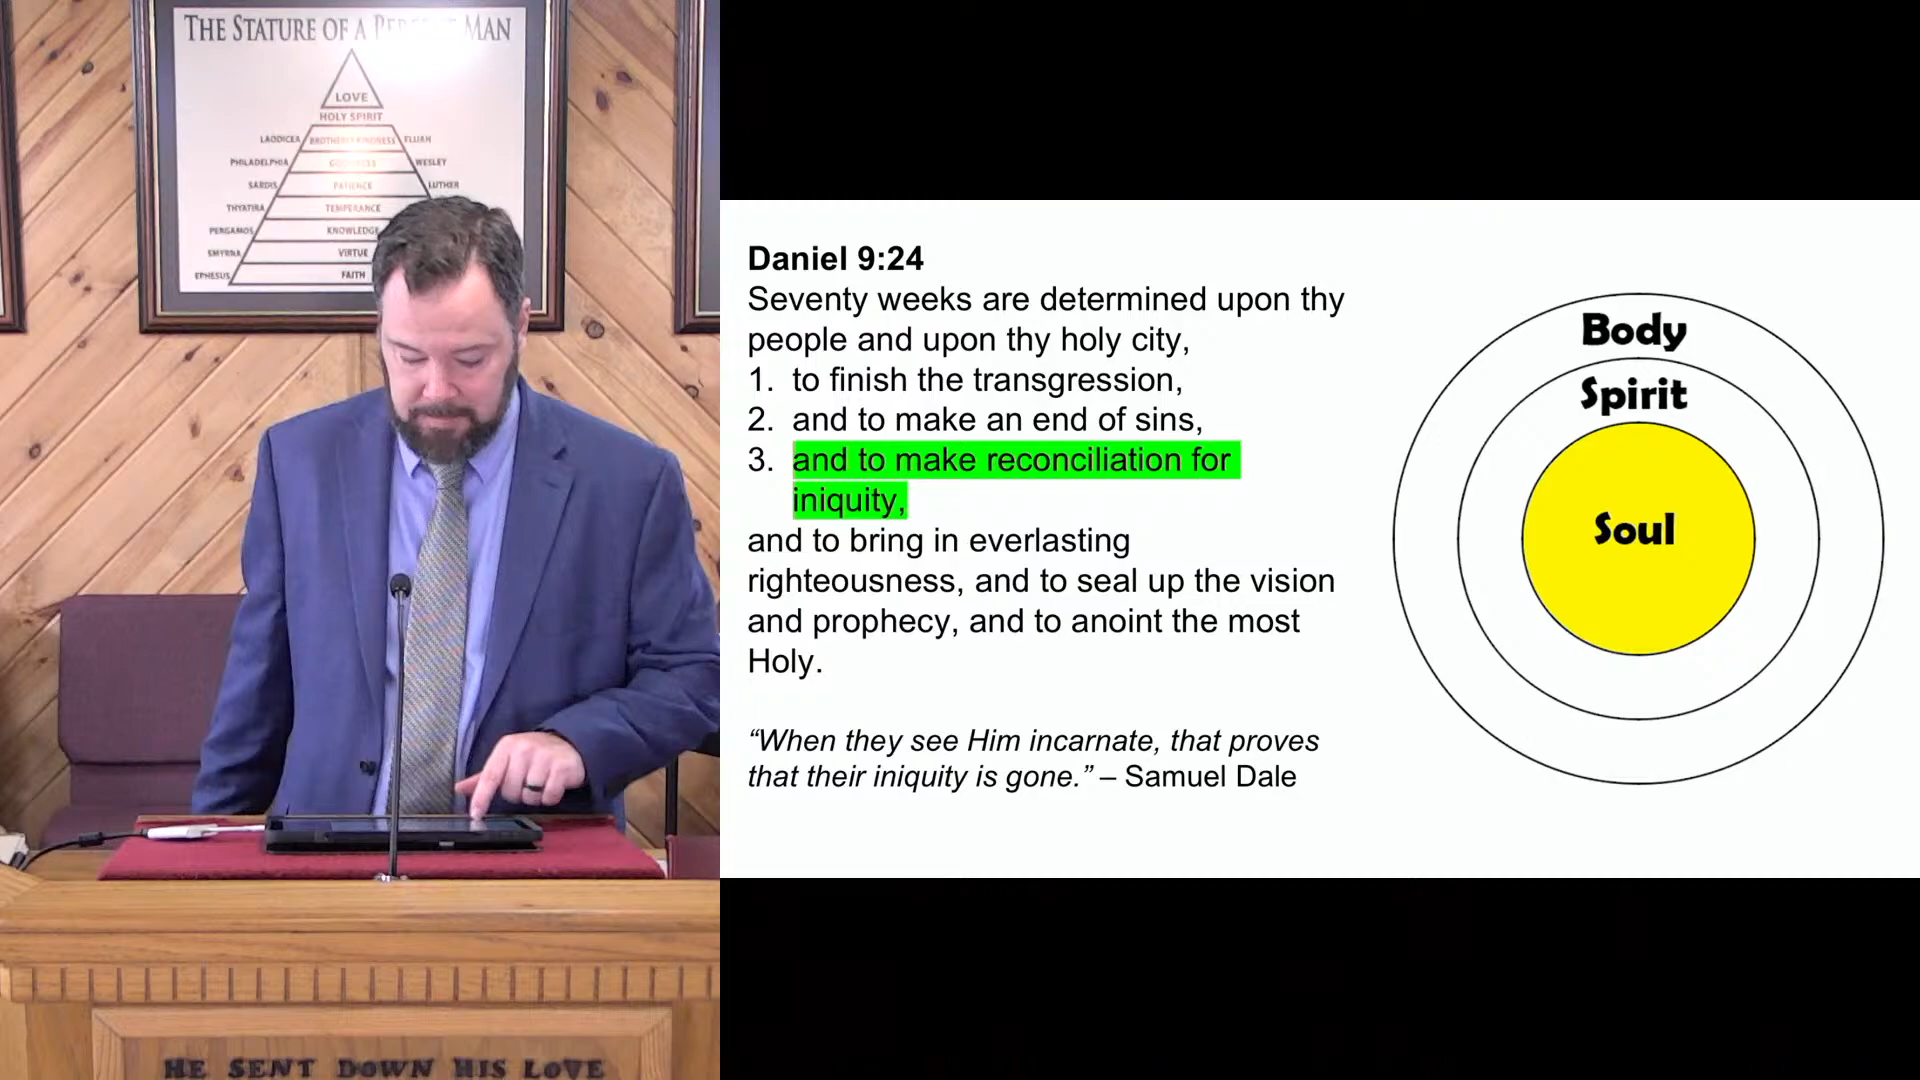 THE STATURE OF A PERFECT MAN
LOVE
HOLY SPIRIT
LAODICEA BROTHERLY KINDNESS ELIJAH
PHILADELPHIA GODLINESS WESLEY
SARDIS PATIENCE LUTHER
THYATIRA TEMPERANCE
PERGAMOS KNOWLEDGE
SMYRNA VIRTUE
EPHESUS FAITH
HE SENT DOWN HIS LOVE
Daniel 9:24
Seventy weeks are determined upon thy
people and upon thy holy city,
1. to finish the transgression,
2. and to make an end of sins,
3. and to make reconciliation for
iniquity,
and to bring in everlasting
righteousness, and to seal up the vision
and prophecy, and to anoint the most
Holy.
“When they see Him incarnate, that proves
that their iniquity is gone.” – Samuel Dale
Body
Spirit
Soul